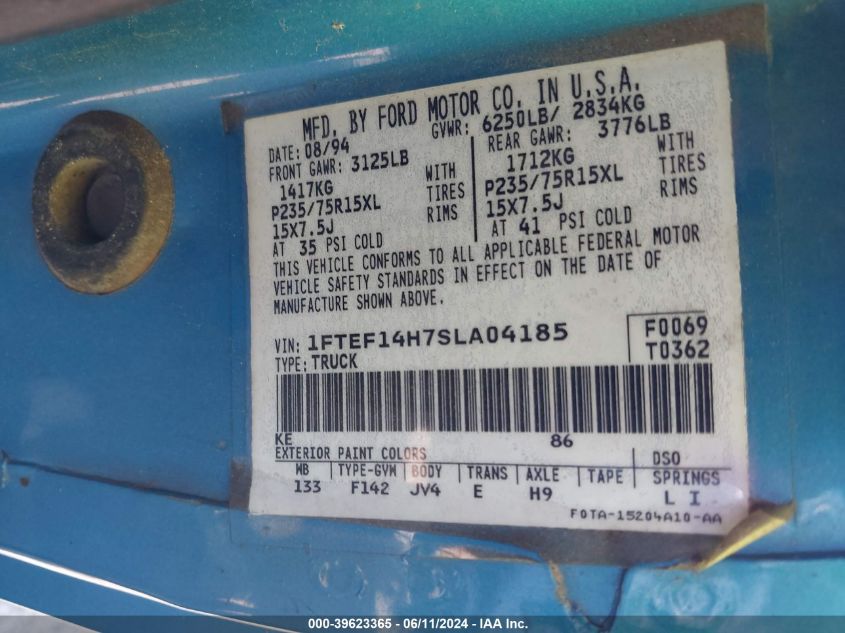 MFD. BY FORD MOTOR CO. IN U.S.A.
DATE: 08/94 GVWR: 6250LB/ 2834KG
FRONT GAWR: 3125LB REAR GAWR: 3776LB
1417KG WITH 1712KG WITH
P235/75R15XL TIRES P235/75R15XL TIRES
15X7.5J RIMS 15X7.5J RIMS
AT 35 PSI COLD AT 41 PSI COLD
THIS VEHICLE CONFORMS TO ALL APPLICABLE FEDERAL MOTOR
VEHICLE SAFETY STANDARDS IN EFFECT ON THE DATE OF
MANUFACTURE SHOWN ABOVE.
VIN: 1FTEF14H7SLA04185 F0069
TYPE: TRUCK T0362
KE 86
EXTERIOR PAINT COLORS DSO
WB TYPE-GVW BODY TRANS AXLE TAPE SPRINGS
133 F142 JV4 E H9 L I
F0TA-15204A10-AA
000-39623365 - 06/11/2024 - IAA Inc.